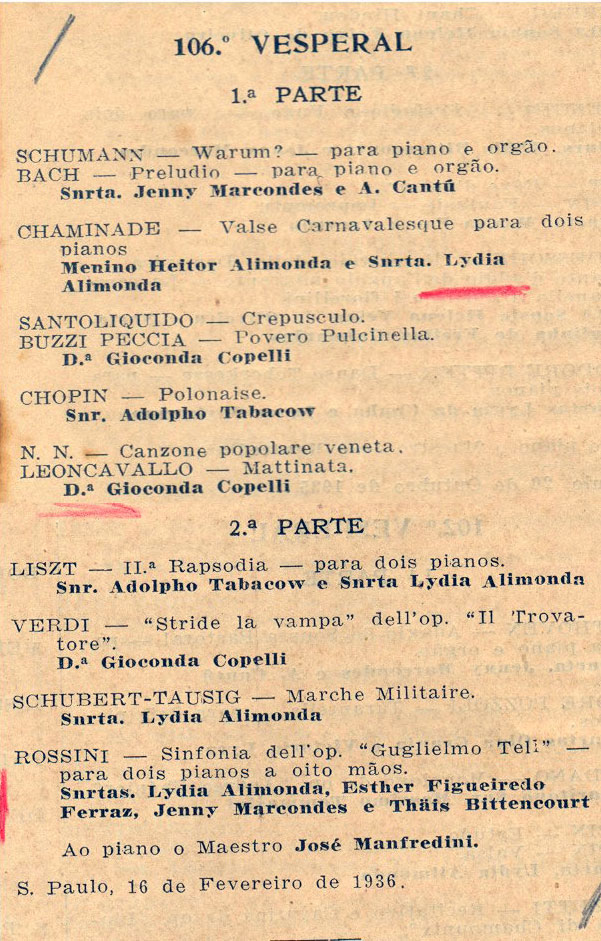 106.º VESPERAL
1.ª PARTE
SCHUMANN — Warum? — para piano e orgão.
BACH — Preludio — para piano e orgão.
Snrta. Jenny Marcondes e A. Cantú
CHAMINADE — Valse Carnavalesque para dois
pianos
Menino Heitor Alimonda e Snrta. Lydia
Alimonda
SANTOLIQUIDO — Crepusculo.
BUZZI PECCIA — Povero Pulcinella.
D.ª Gioconda Copelli
CHOPIN — Polonaise.
Snr. Adolpho Tabacow
N. N. — Canzone popolare veneta.
LEONCAVALLO — Mattinata.
D.ª Gioconda Copelli
2.ª PARTE
LISZT — II.ª Rapsodia — para dois pianos.
Snr. Adolpho Tabacow e Snrta Lydia Alimonda
VERDI — “Stride la vampa” dell'op. “Il Trova-
tore”.
D.ª Gioconda Copelli
SCHUBERT-TAUSIG — Marche Militaire.
Snrta. Lydia Alimonda
ROSSINI — Sinfonia dell'op. “Guglielmo Tell” —
para dois pianos a oito mãos.
Snrtas. Lydia Alimonda, Esther Figueiredo
Ferraz, Jenny Marcondes e Thäis Bittencourt
Ao piano o Maestro José Manfredini.
S. Paulo, 16 de Fevereiro de 1936.